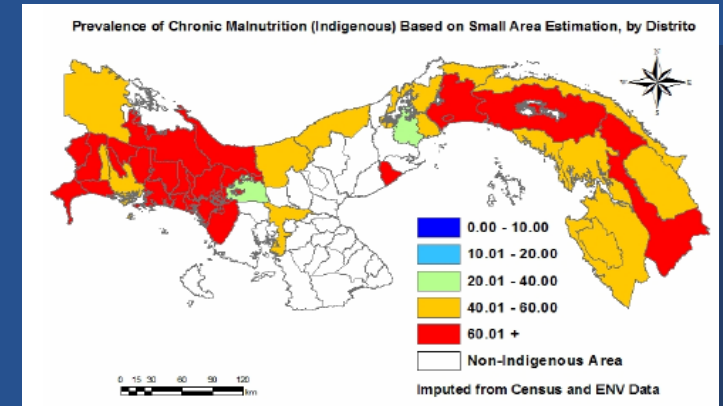 Prevalence of Chronic Malnutrition (Indigenous) Based on Small Area Estimation, by Distrito
N
W
E
S
0.00 - 10.00
10.01 - 20.00
20.01 - 40.00
40.01 - 60.00
60.01 +
Non-Indigenous Area
0 15 30 60 90 120
km
Imputed from Census and ENV Data